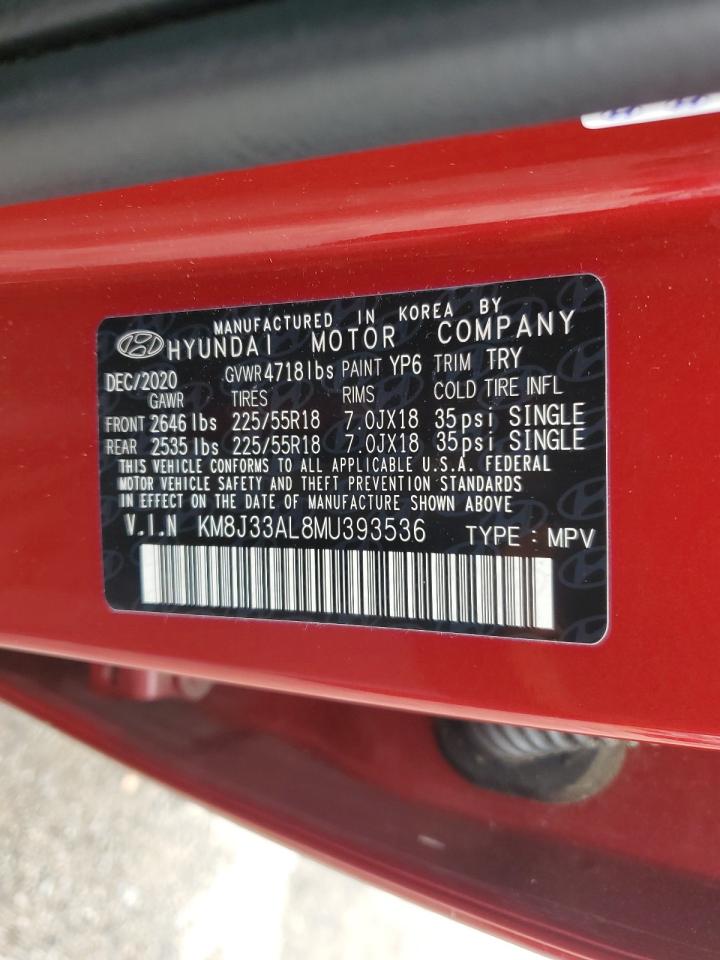 MANUFACTURED IN KOREA BY
HYUNDAI MOTOR COMPANY
DEC/2020 GVWR 4718 lbs PAINT YP6 TRIM TRY
GAWR TIRES RIMS COLD TIRE INFL
FRONT 2646 lbs 225/55R18 7.0JX18 35psi SINGLE
REAR 2535 lbs 225/55R18 7.0JX18 35psi SINGLE
THIS VEHICLE CONFORMS TO ALL APPLICABLE U.S.A. FEDERAL
MOTOR VEHICLE SAFETY AND THEFT PREVENTION STANDARDS
IN EFFECT ON THE DATE OF MANUFACTURE SHOWN ABOVE
V.I.N KM8J33AL8MU393536 TYPE : MPV